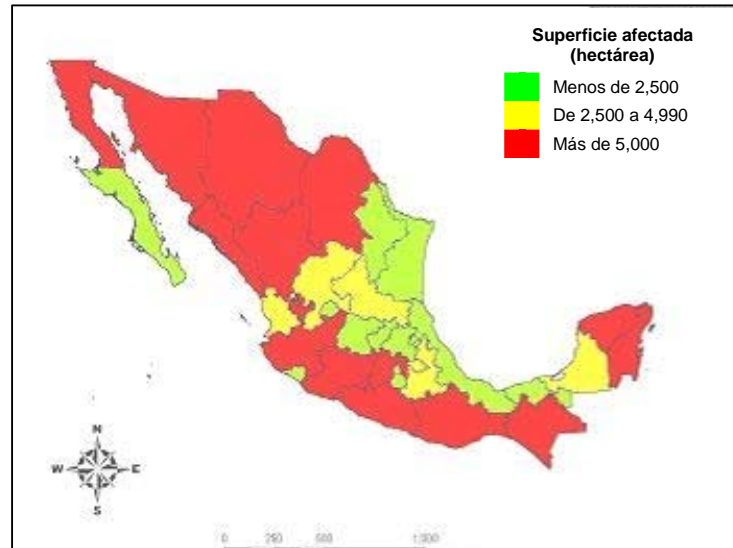 Superficie afectada
(hectárea)
Menos de 2,500
De 2,500 a 4,990
Más de 5,000
N
W E
S
0 250 500 1,000